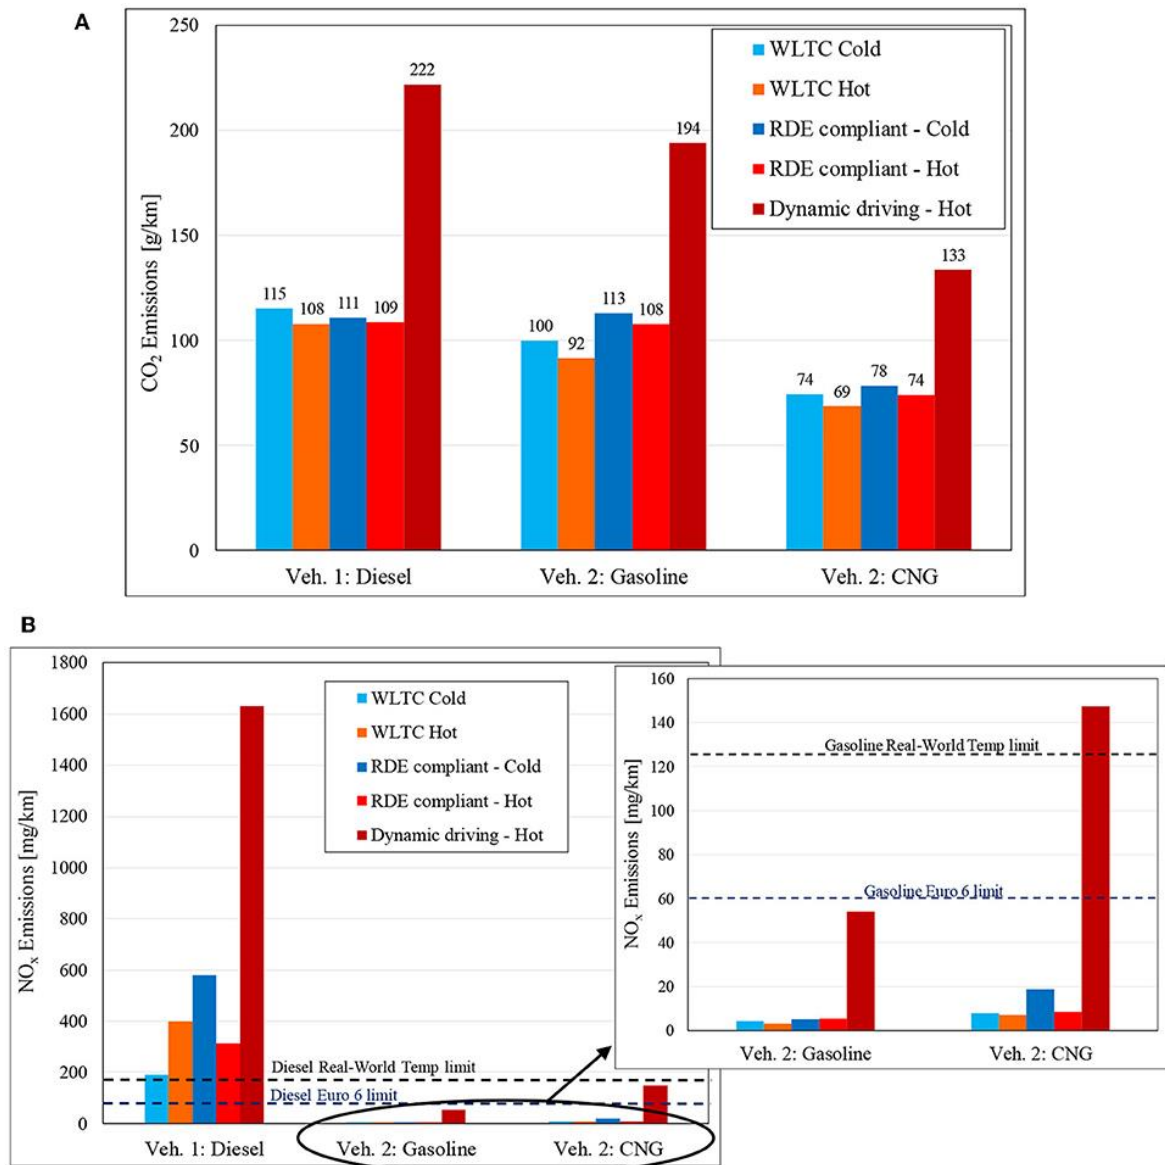 A
250
200
150
100
50
0
CO₂ Emissions [g/km]
WLTC Cold
WLTC Hot
RDE compliant - Cold
RDE compliant - Hot
Dynamic driving - Hot
115
108
111
109
222
100
92
113
108
194
74
69
78
74
133
Veh. 1: Diesel
Veh. 2: Gasoline
Veh. 2: CNG
B
1800
1600
1400
1200
1000
800
600
400
200
0
NOₓ Emissions [mg/km]
WLTC Cold
WLTC Hot
RDE compliant - Cold
RDE compliant - Hot
Dynamic driving - Hot
Diesel Real-World Temp limit
Diesel Euro 6 limit
Veh. 1: Diesel
Veh. 2: Gasoline
Veh. 2: CNG
160
140
120
100
80
60
40
20
0
NOₓ Emissions [mg/km]
Gasoline Real-World Temp limit
Gasoline Euro 6 limit
Veh. 2: Gasoline
Veh. 2: CNG